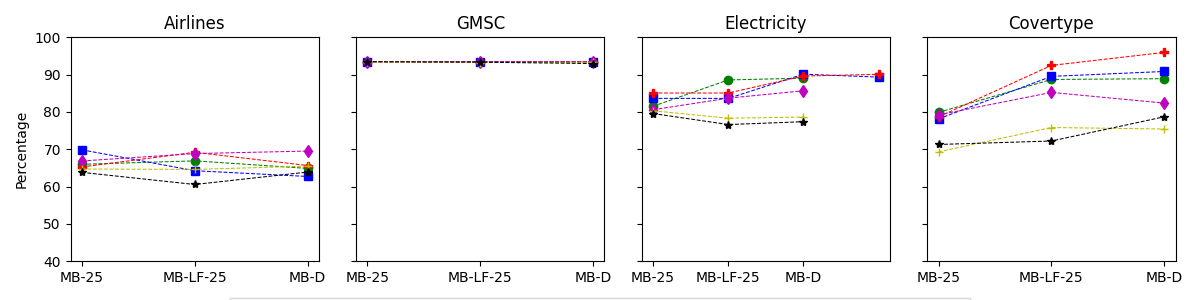 Airlines GMSC Electricity Covertype
100
90
80
70
60
50
40
Percentage
MB-25 MB-LF-25 MB-D MB-25 MB-LF-25 MB-D MB-25 MB-LF-25 MB-D MB-25 MB-LF-25 MB-D